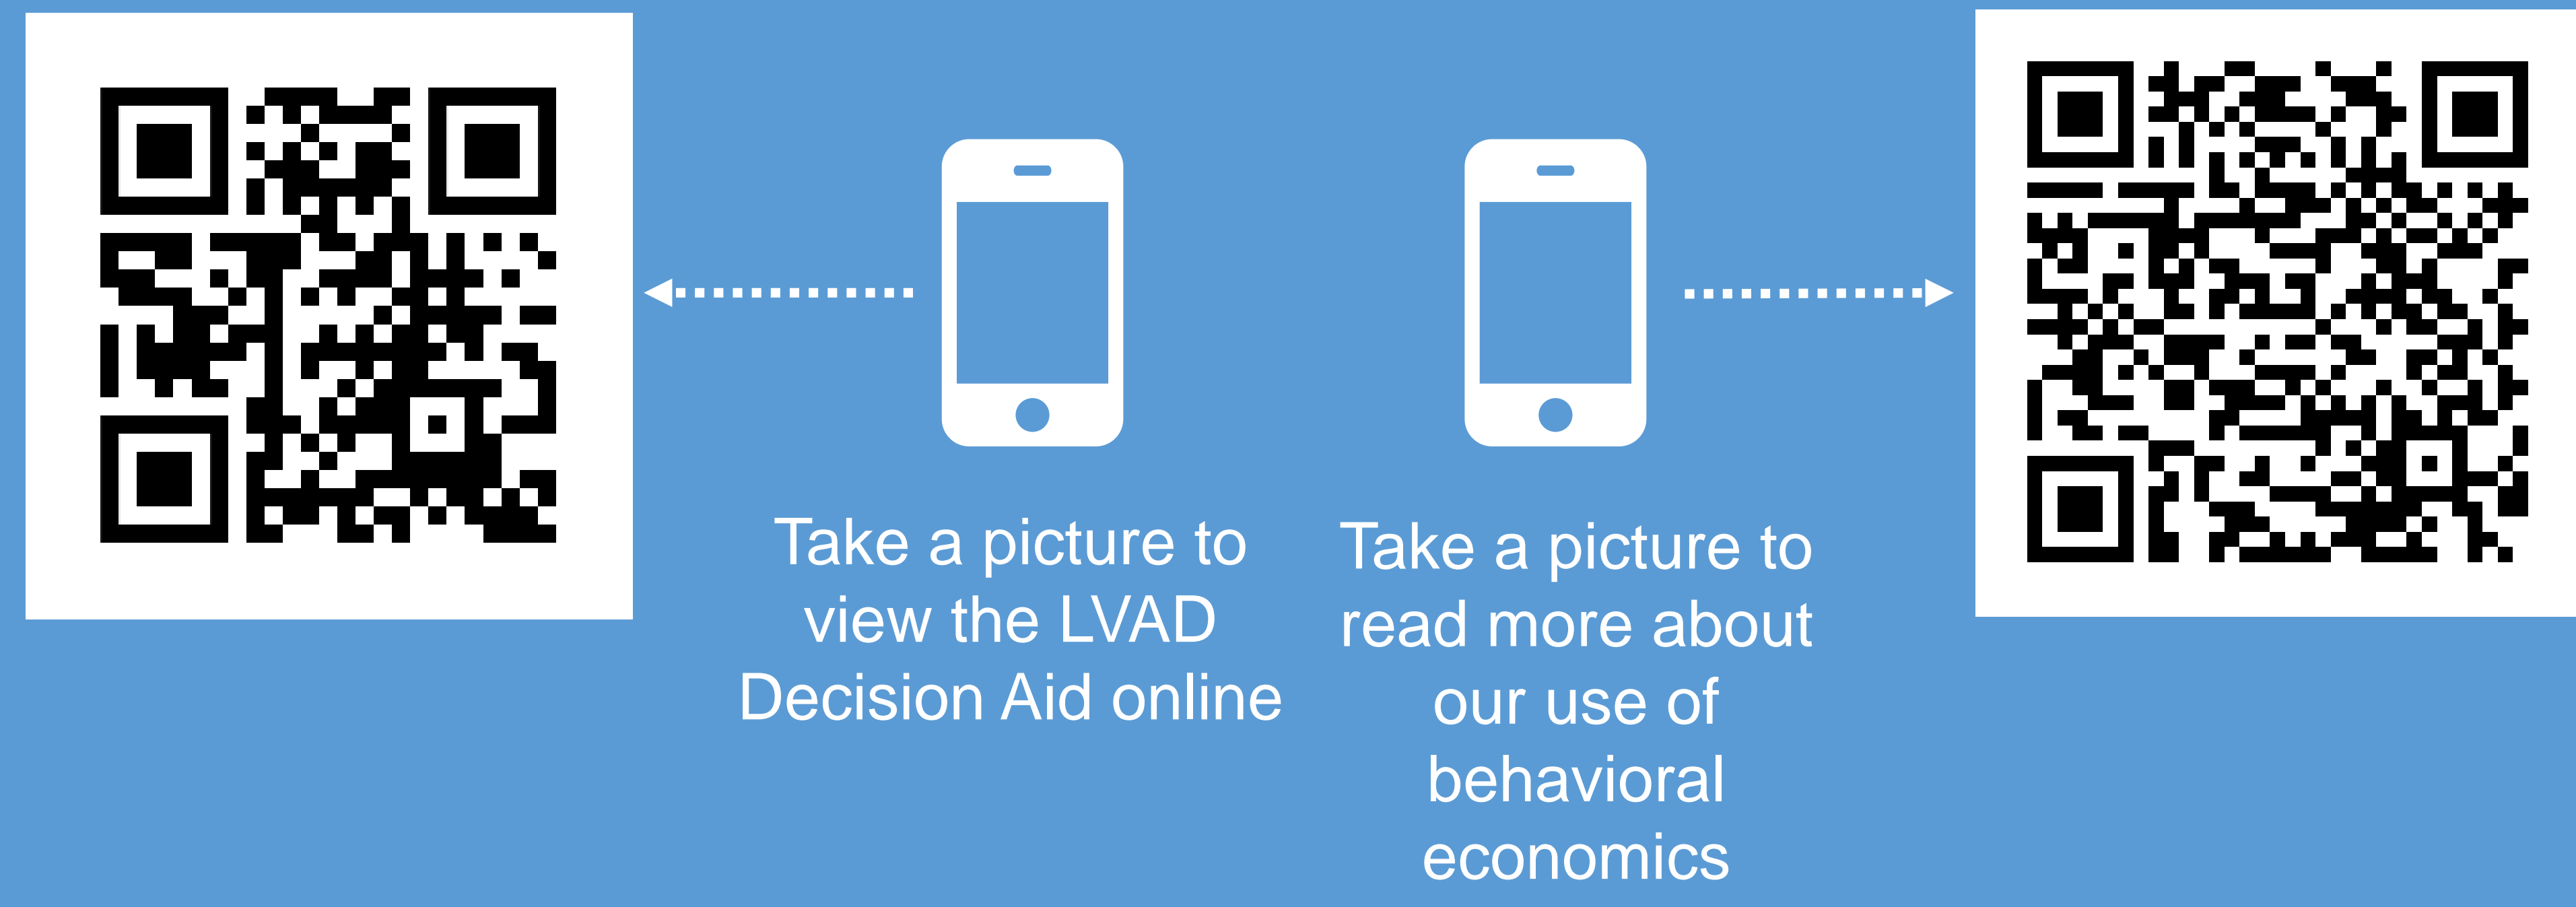 Take a picture to
view the LVAD
Decision Aid online
Take a picture to
read more about
our use of
behavioral
economics